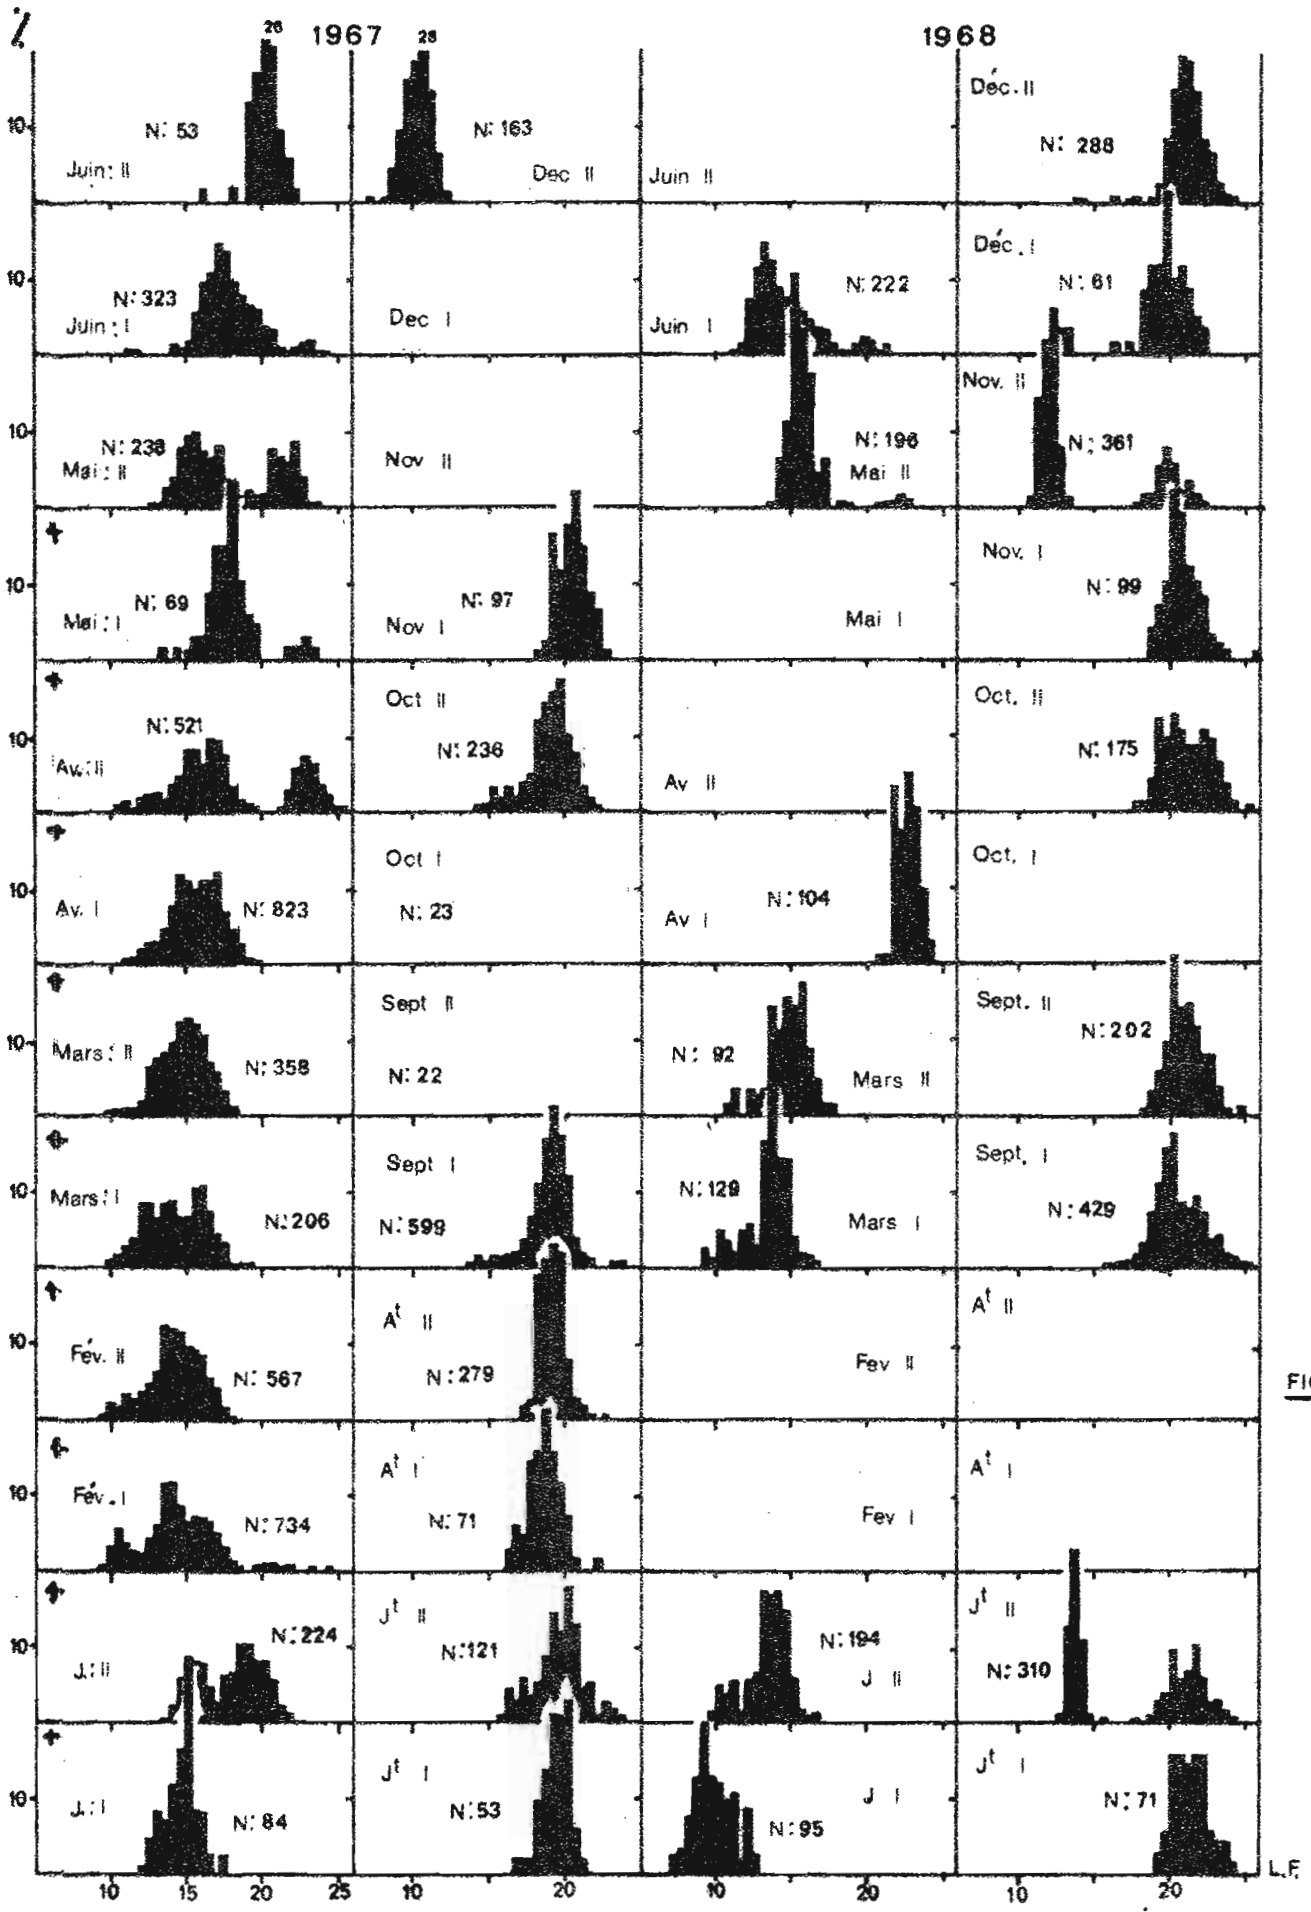 %
26
1967
28
1968
10
N: 53
Juin: II
N: 163
Dec II
Juin II
Déc. II
N: 288
10
N: 323
Juin: I
Dec I
Juin I
N: 222
Déc. I
N: 61
10
N: 238
Mai: II
Nov II
N: 196
Mai II
Nov. II
N: 361
10
N: 69
Mai: I
N: 97
Nov I
Mai I
Nov. I
N: 99
10
N: 521
Av. II
Oct II
N: 236
Av II
Oct. II
N: 175
10
Av. I
N: 823
Oct I
N: 23
N: 104
Av I
Oct. I
10
Mars: II
N: 358
Sept II
N: 22
N: 92
Mars II
Sept. II
N: 202
10
Mars: I
N: 206
Sept I
N: 599
N: 129
Mars I
Sept. I
N: 429
10
Fév. II
N: 567
At II
N: 279
Fev II
At II
FIG
10
Fév. I
N: 734
At I
N: 71
Fev I
At I
10
J.: II
N: 224
Jt II
N: 121
N: 194
J II
Jt II
N: 310
10
J.: I
N: 84
Jt I
N: 53
J I
N: 95
Jt I
N: 71
L.F.
10 15 20 25 10 20 10 20 10 20